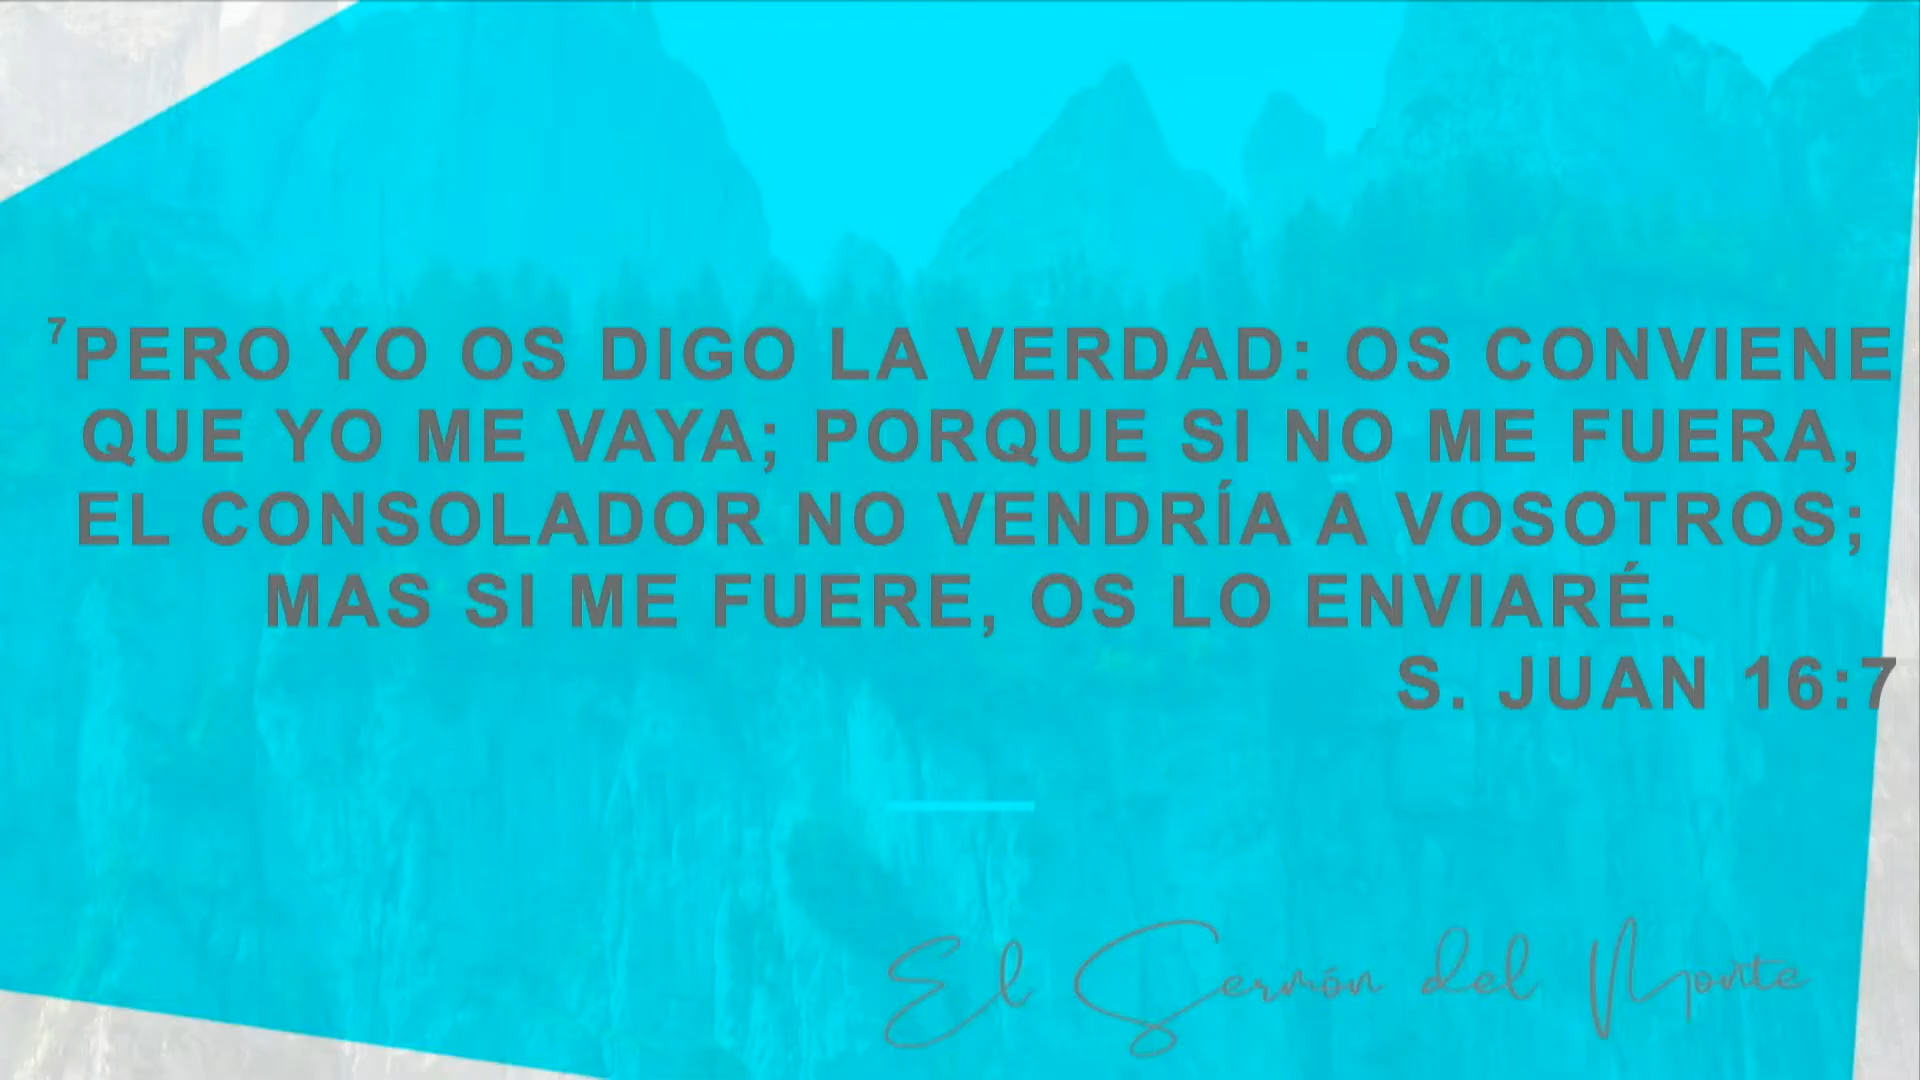 ⁷PERO YO OS DIGO LA VERDAD: OS CONVIENE
QUE YO ME VAYA; PORQUE SI NO ME FUERA,
EL CONSOLADOR NO VENDRÍA A VOSOTROS;
MAS SI ME FUERE, OS LO ENVIARÉ.
S. JUAN 16:7
El Sermón del Monte